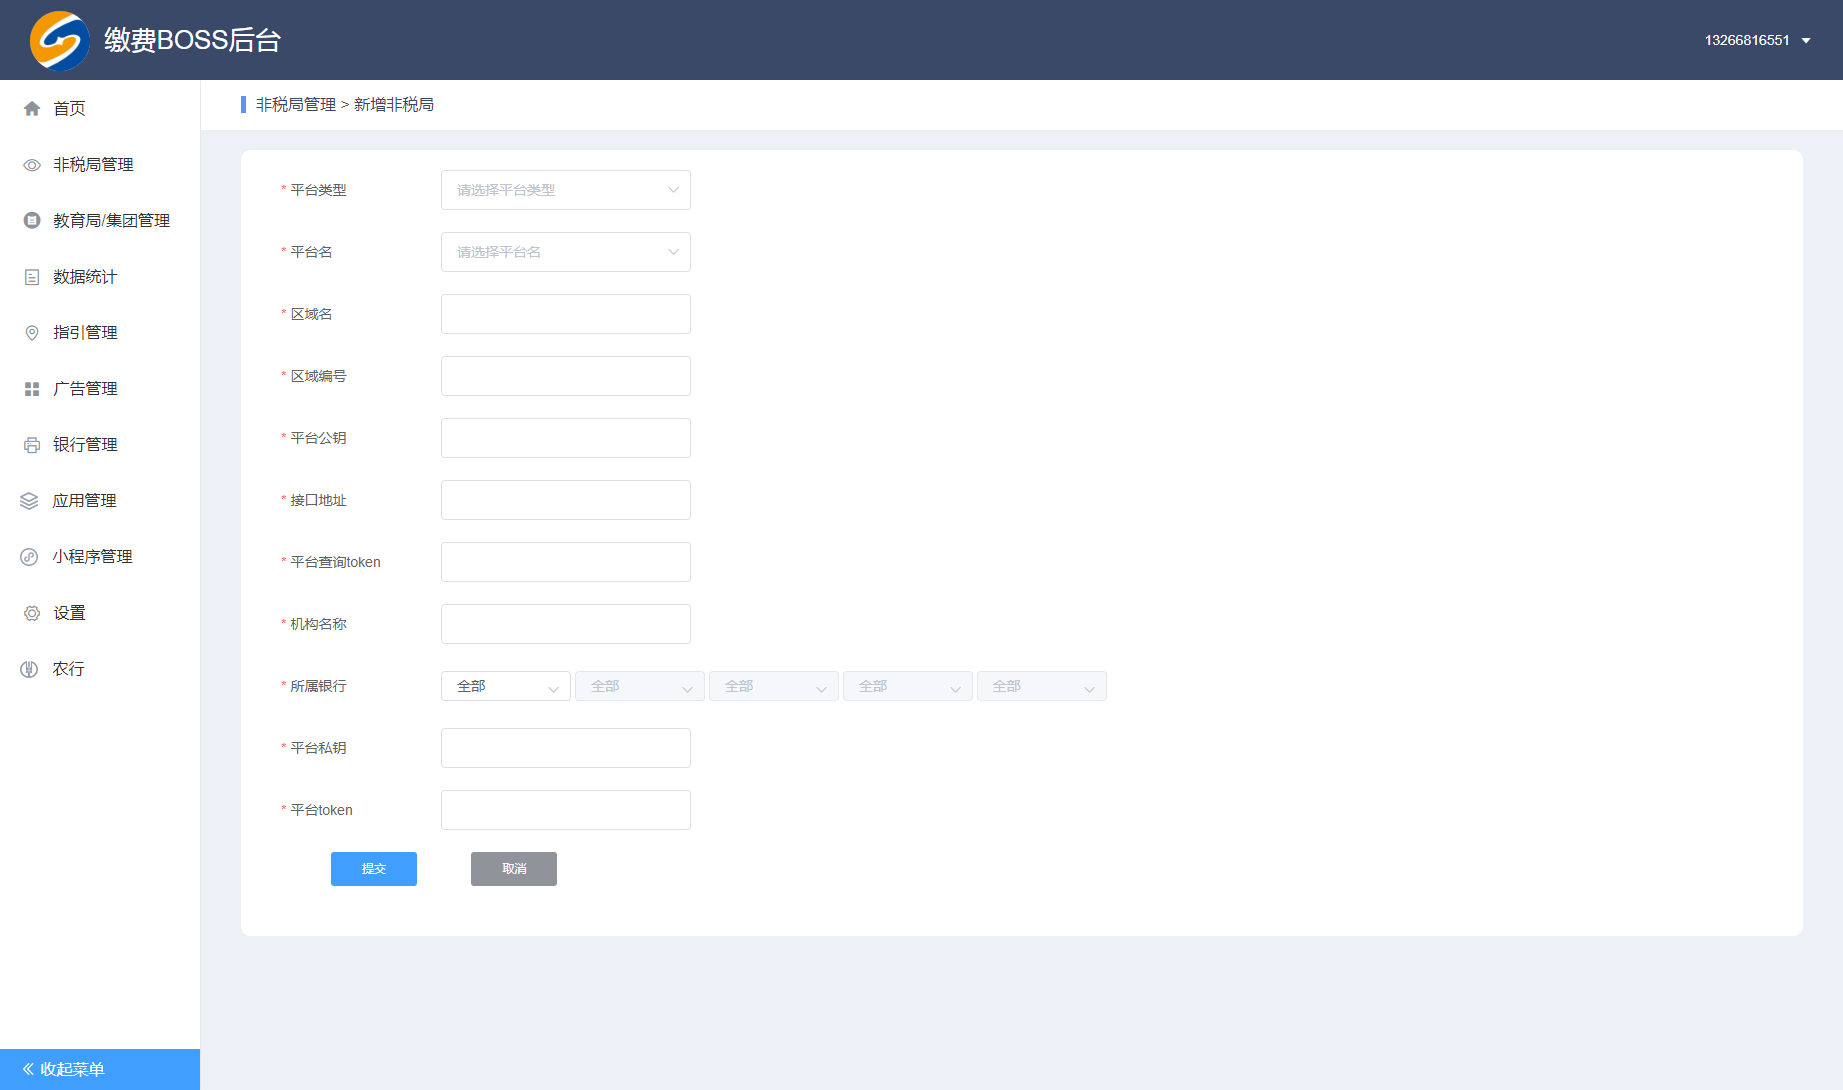 缴费BOSS后台
13266816551
首页
非税局管理
教育局/集团管理
数据统计
指引管理
广告管理
银行管理
应用管理
小程序管理
设置
农行
收起菜单
非税局管理 > 新增非税局
* 平台类型 请选择平台类型
* 平台名 请选择平台名
* 区域名
* 区域编号
* 平台公钥
* 接口地址
* 平台查询token
* 机构名称
* 所属银行 全部 全部 全部 全部 全部
* 平台私钥
* 平台token
提交 取消